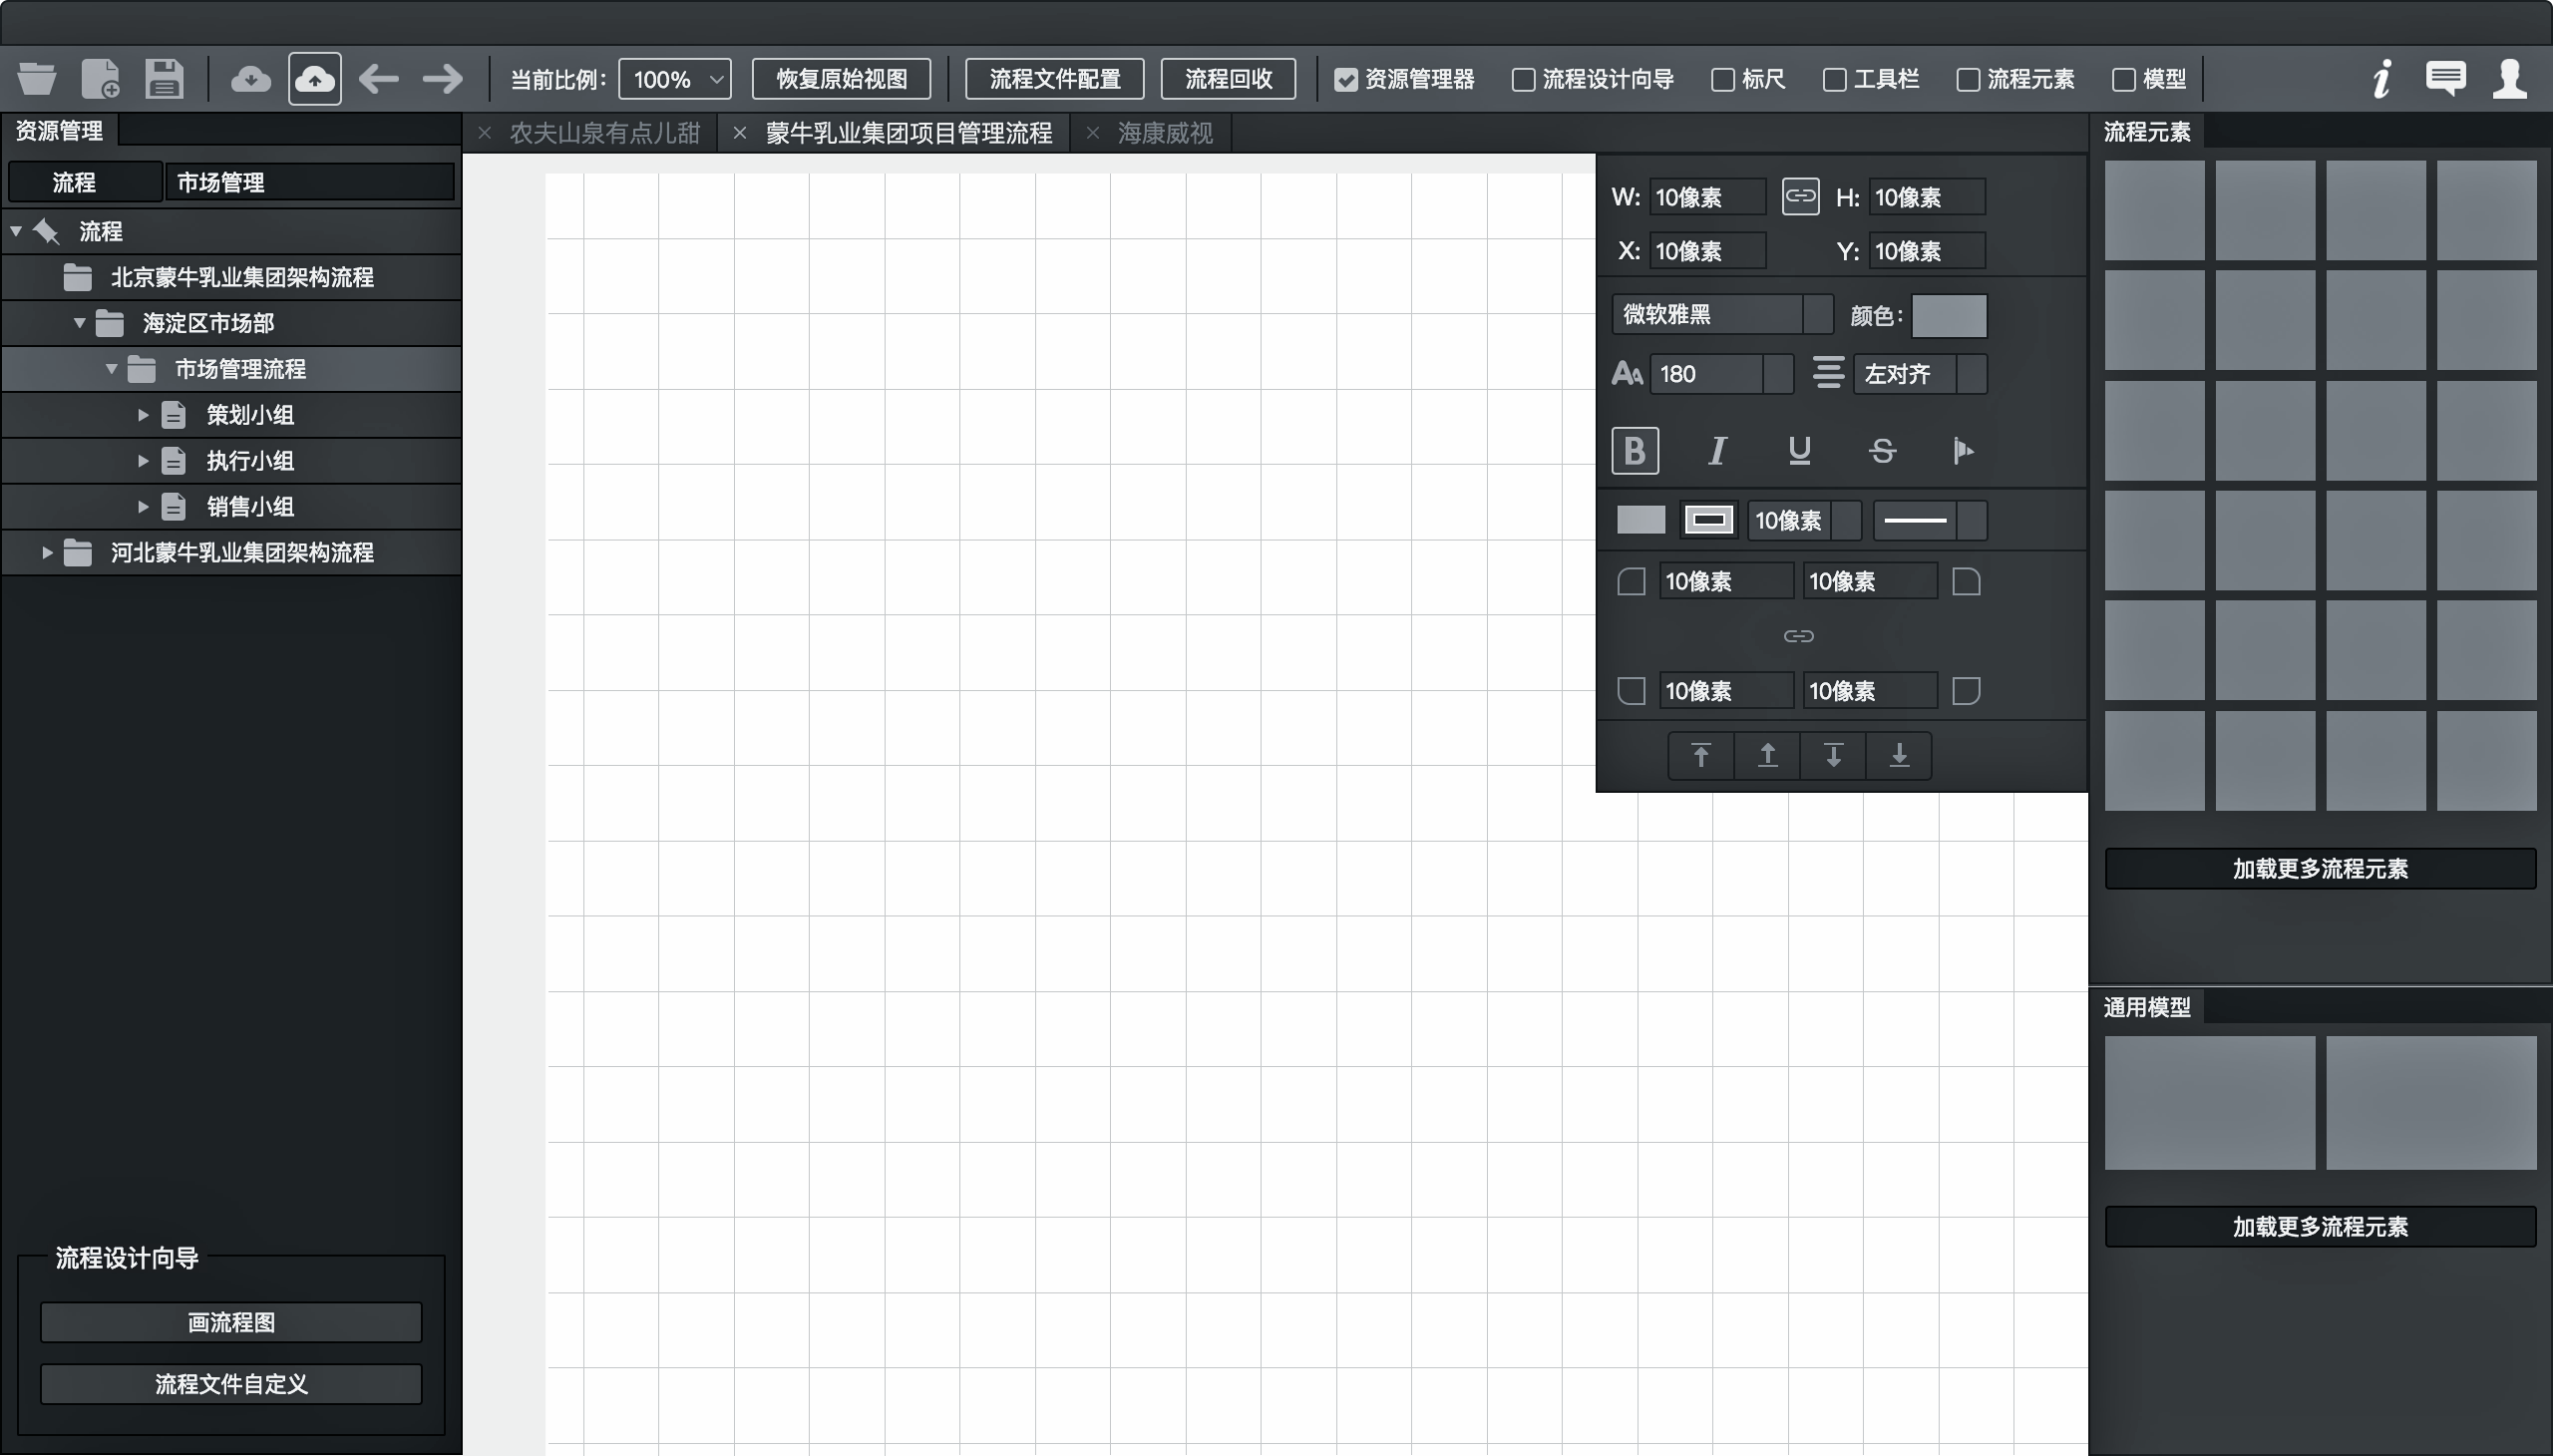 当前比例： 100% 恢复原始视图 流程文件配置 流程回收 资源管理器 流程设计向导 标尺 工具栏 流程元素 模型
资源管理
流程 市场管理
流程
北京蒙牛乳业集团架构流程
海淀区市场部
市场管理流程
策划小组
执行小组
销售小组
河北蒙牛乳业集团架构流程
流程设计向导
画流程图
流程文件自定义
农夫山泉有点儿甜 蒙牛乳业集团项目管理流程 海康威视
W: 10像素 H: 10像素
X: 10像素 Y: 10像素
微软雅黑 颜色：
180 左对齐
B I U S
10像素
10像素 10像素
10像素 10像素
流程元素
加载更多流程元素
通用模型
加载更多流程元素